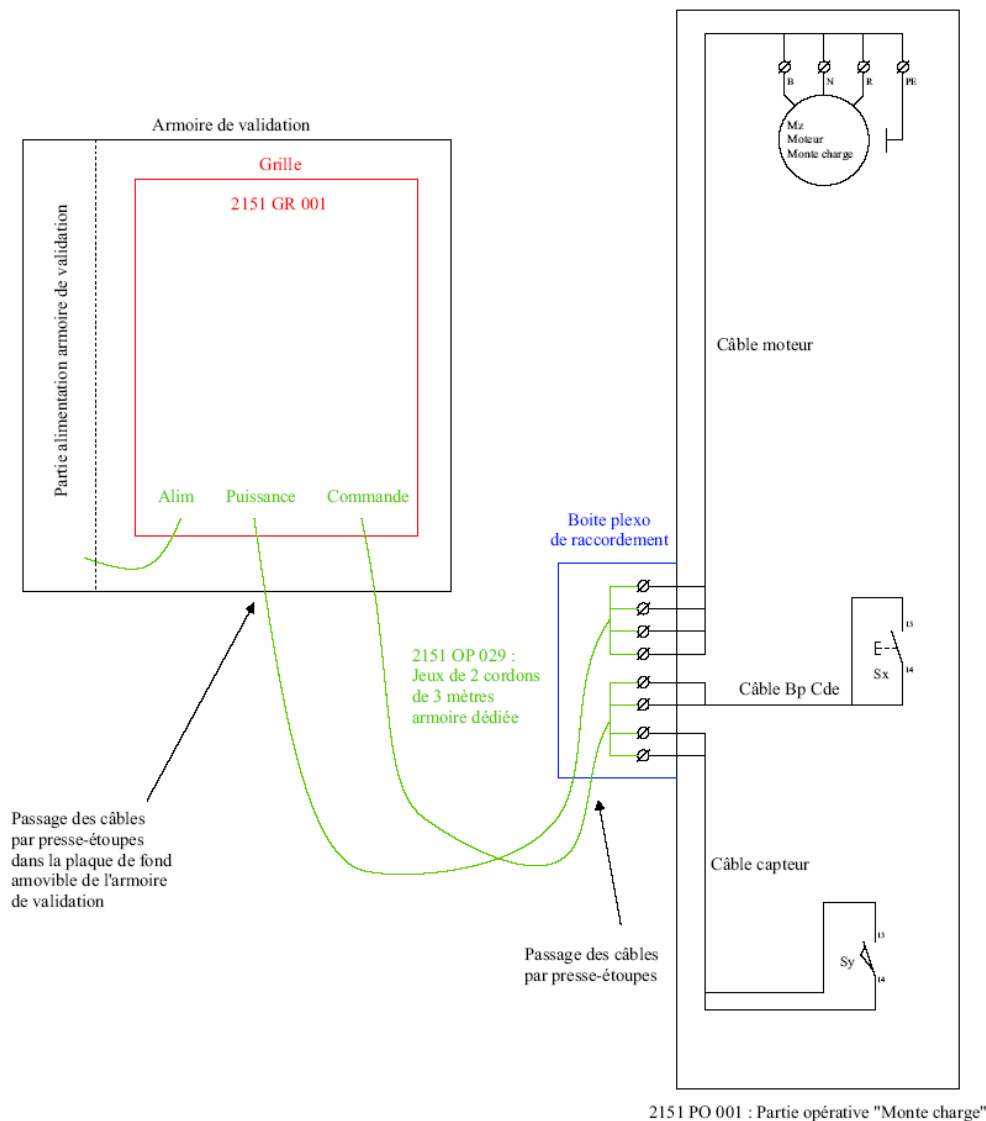 B
N
R
PE
Mz
Moteur
Monte charge
Armoire de validation
Grille
2151 GR 001
Partie alimentation armoire de validation
Câble moteur
Alim
Puissance
Commande
Boite plexo
de raccordement
2151 OP 029 :
Jeux de 2 cordons
de 3 mètres
armoire dédiée
13
Sx
14
Câble Bp Cde
Passage des câbles
par presse-étoupes
dans la plaque de fond
amovible de l'armoire
de validation
Câble capteur
Passage des câbles
par presse-étoupes
13
Sy
14
2151 PO 001 : Partie opérative "Monte charge"